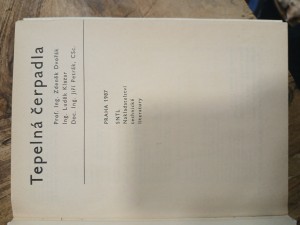 Tepelná čerpadla
Prof. Ing. Zdeněk Dvořák
Ing. Luděk Klazar
Doc. Ing. Jiří Petrák, CSc.
PRAHA 1987
SNTL
Nakladatelství
technické
literatury